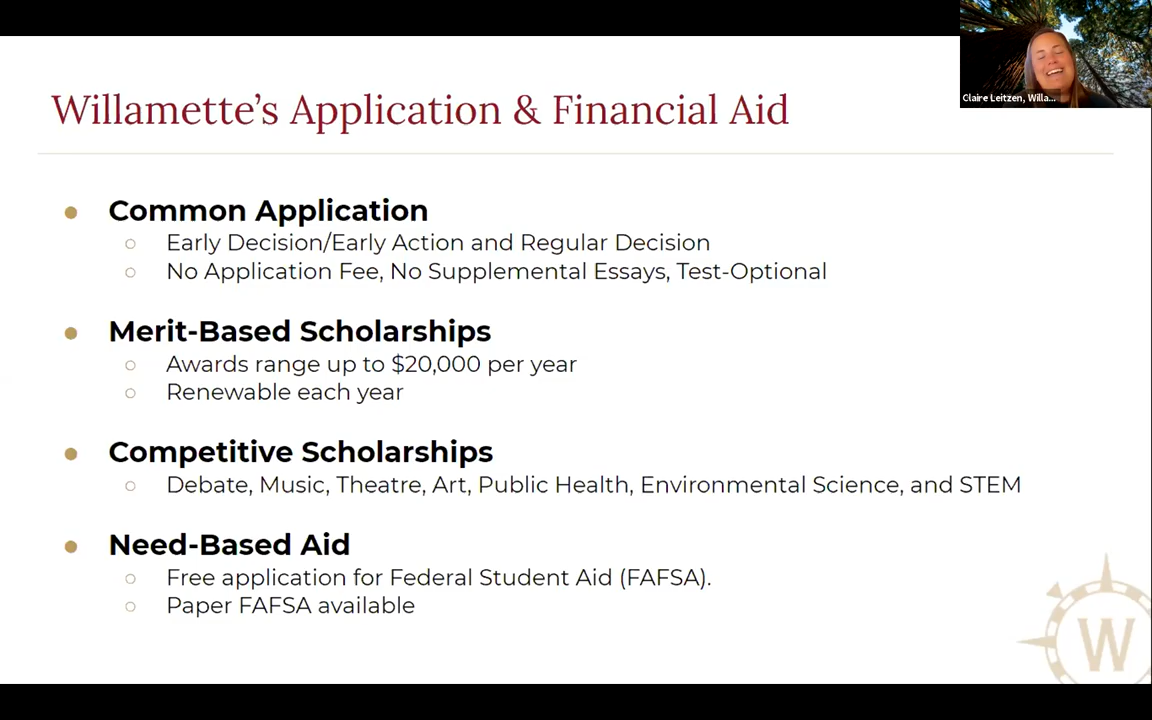 Claire Leitzen, Willa...
Willamette’s Application & Financial Aid
Common Application
Early Decision/Early Action and Regular Decision
No Application Fee, No Supplemental Essays, Test-Optional
Merit-Based Scholarships
Awards range up to $20,000 per year
Renewable each year
Competitive Scholarships
Debate, Music, Theatre, Art, Public Health, Environmental Science, and STEM
Need-Based Aid
Free application for Federal Student Aid (FAFSA).
Paper FAFSA available
W